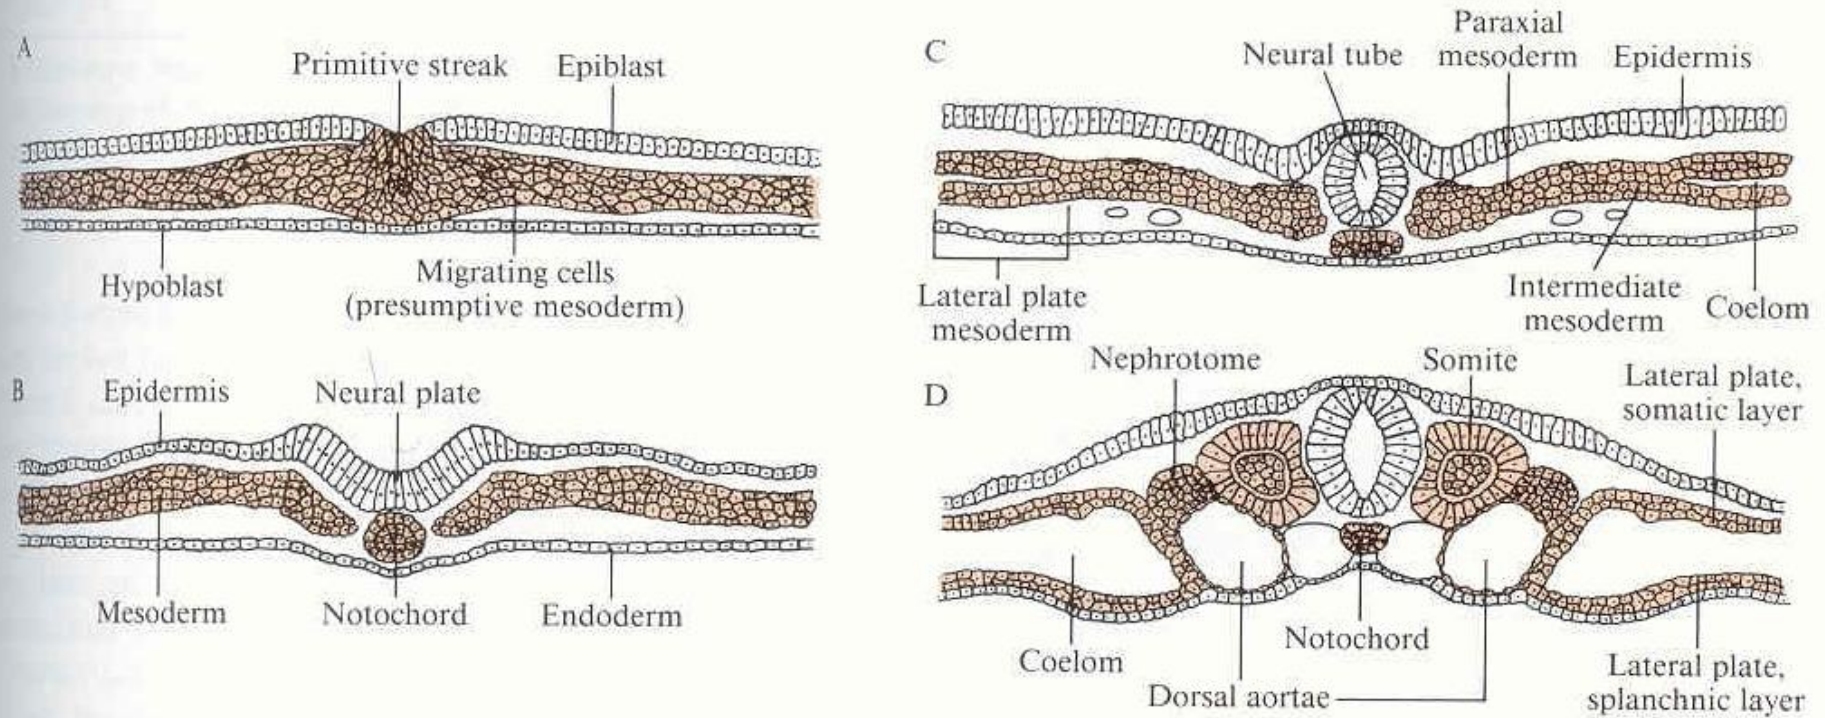 A
Primitive streak
Epiblast
Hypoblast
Migrating cells
(presumptive mesoderm)
B
Epidermis
Neural plate
Mesoderm
Notochord
Endoderm
C
Neural tube
Paraxial
mesoderm
Epidermis
Lateral plate
mesoderm
Intermediate
mesoderm
Coelom
D
Nephrotome
Somite
Lateral plate,
somatic layer
Coelom
Dorsal aortae
Notochord
Lateral plate,
splanchnic layer